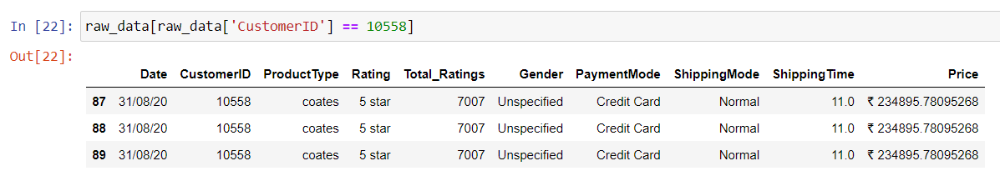 In [22]: raw_data[raw_data['CustomerID'] == 10558]
Out[22]:
Date CustomerID ProductType Rating Total_Ratings Gender PaymentMode ShippingMode ShippingTime Price
87 31/08/20 10558 coates 5 star 7007 Unspecified Credit Card Normal 11.0 ₹ 234895.78095268
88 31/08/20 10558 coates 5 star 7007 Unspecified Credit Card Normal 11.0 ₹ 234895.78095268
89 31/08/20 10558 coates 5 star 7007 Unspecified Credit Card Normal 11.0 ₹ 234895.78095268